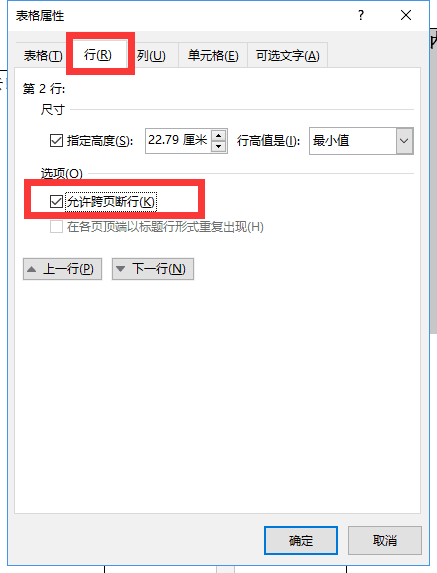 表格属性 ?
表格(T) 行(R) 列(U) 单元格(E) 可选文字(A)
第 2 行:
尺寸
指定高度(S): 22.79 厘米 行高值是(I): 最小值
选项(O)
允许跨页断行(K)
在各页顶端以标题行形式重复出现(H)
上一行(P) 下一行(N)
确定 取消